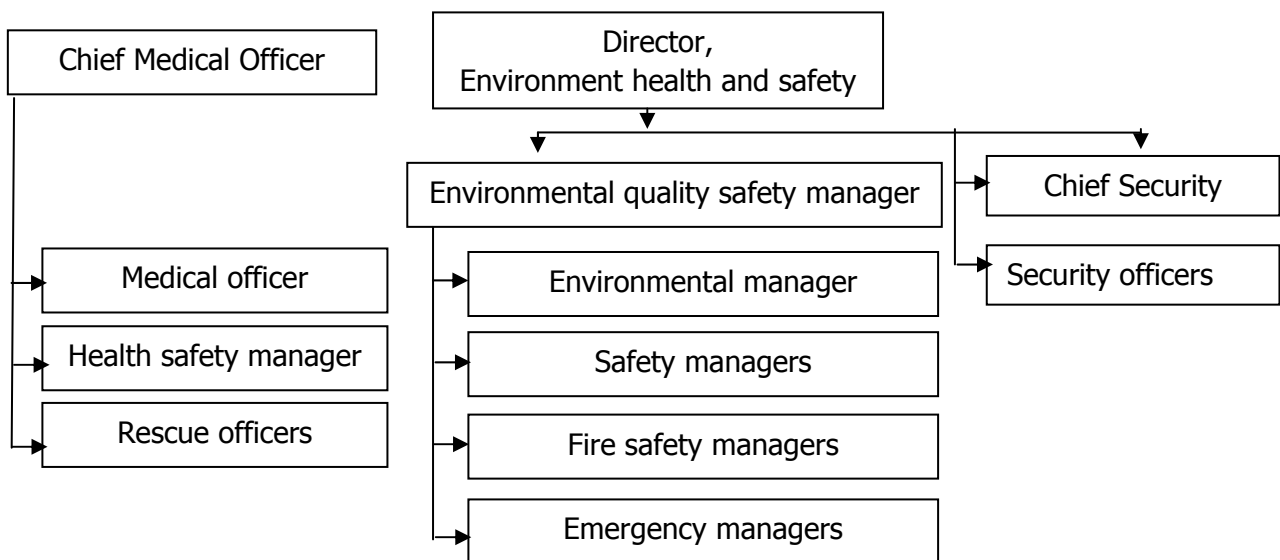 Chief Medical Officer
Director,
Environment health and safety
Environmental quality safety manager
Chief Security
Medical officer
Environmental manager
Security officers
Health safety manager
Safety managers
Rescue officers
Fire safety managers
Emergency managers